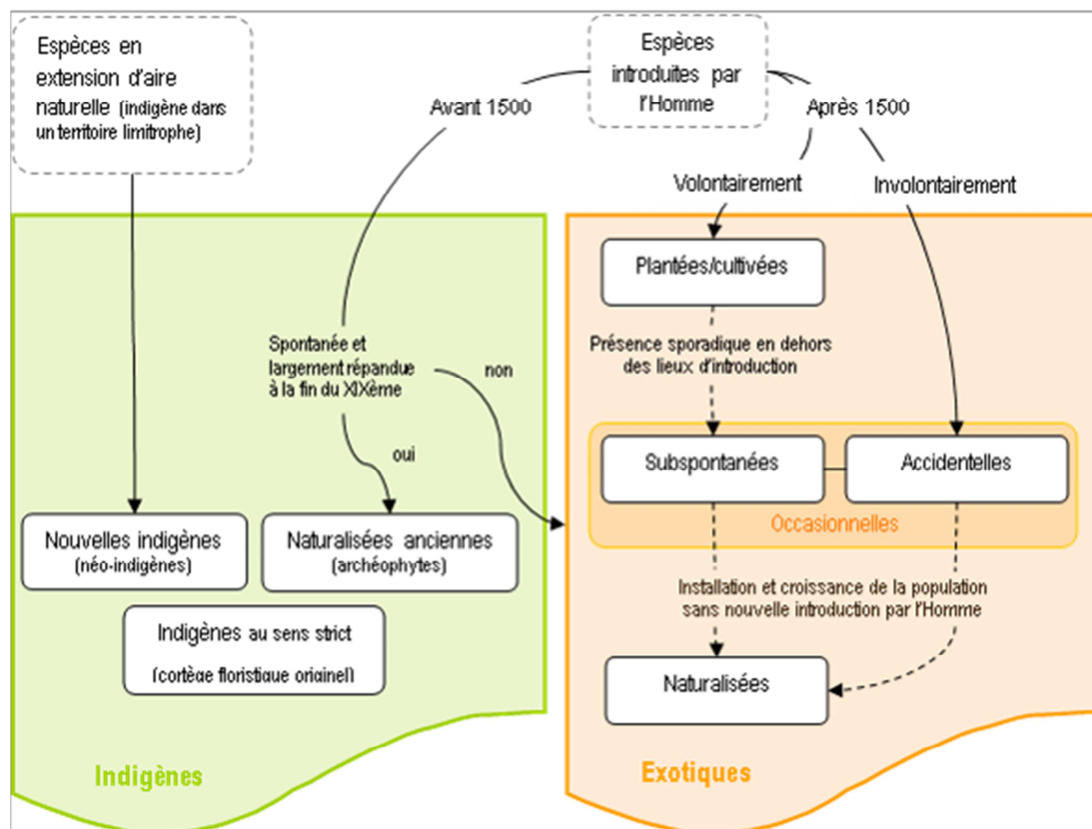 Espèces en
extension d'aire
naturelle (indigène dans
un territoire limitrophe)
Espèces
introduites par
l'Homme
Avant 1500
Après 1500
Volontairement
Involontairement
Plantées/cultivées
Présence sporadique en dehors
des lieux d'introduction
Spontanée et
largement répandue
à la fin du XIXème
non
oui
Subspontanées
Accidentelles
Occasionnelles
Nouvelles indigènes
(néo-indigènes)
Naturalisées anciennes
(archéophytes)
Installation et croissance de la population
sans nouvelle introduction par l'Homme
Indigènes au sens strict
(cortège floristique originel)
Naturalisées
Indigènes
Exotiques